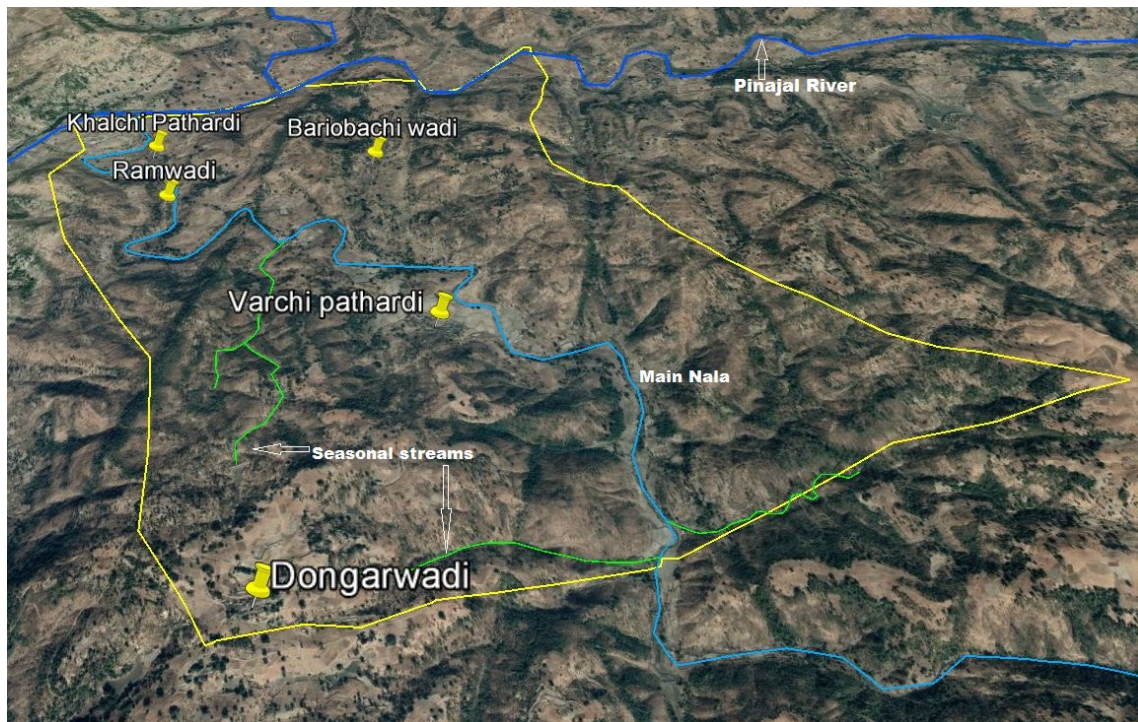 Pinajal River
Khalchi Pathardi
Bariobachi wadi
Ramwadi
Varchi pathardi
Main Nala
Seasonal streams
Dongarwadi